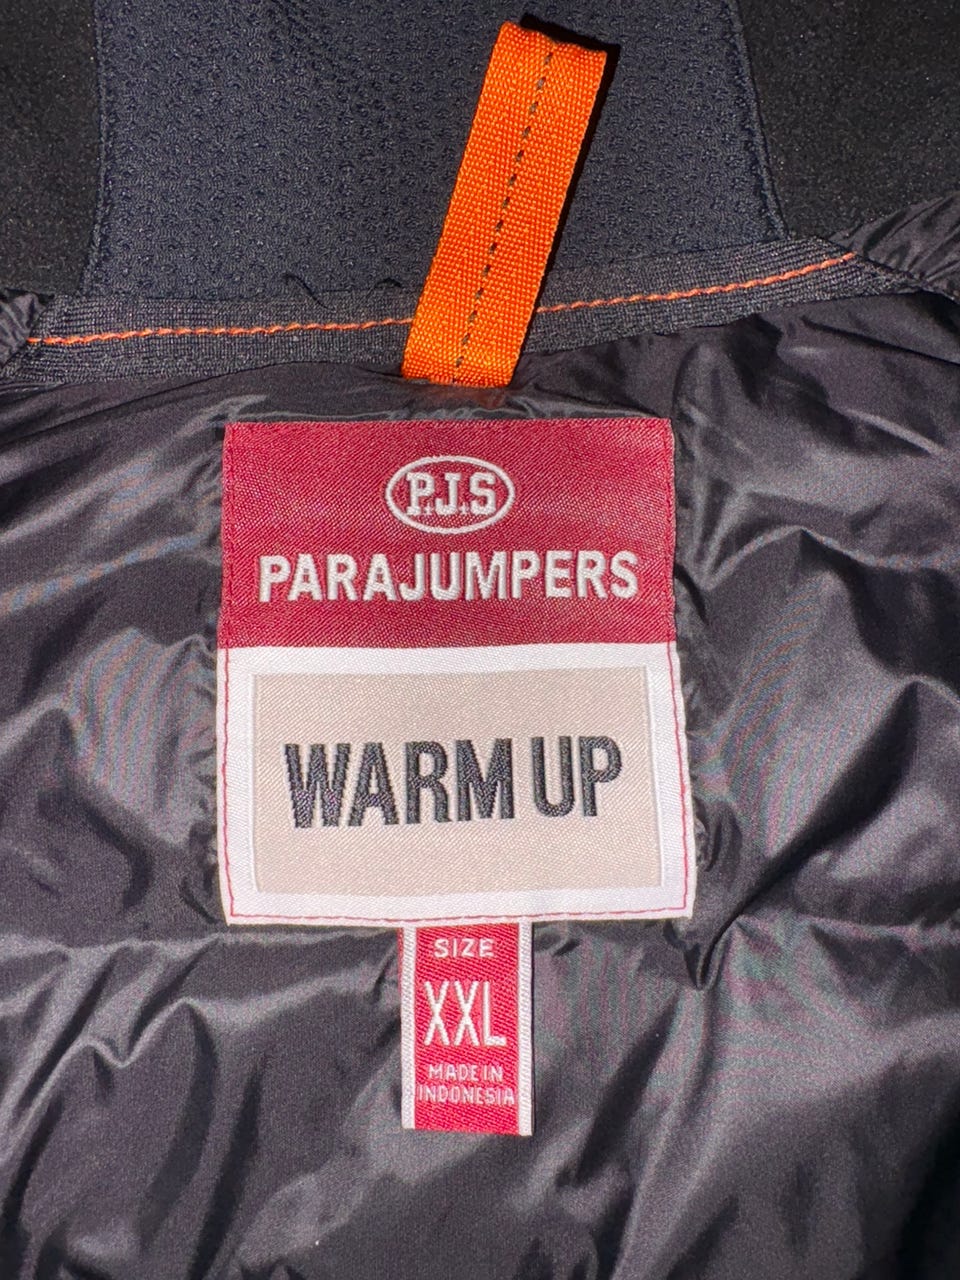 P.J.S
PARAJUMPERS
WARM UP
SIZE
XXL
MADE IN
INDONESIA